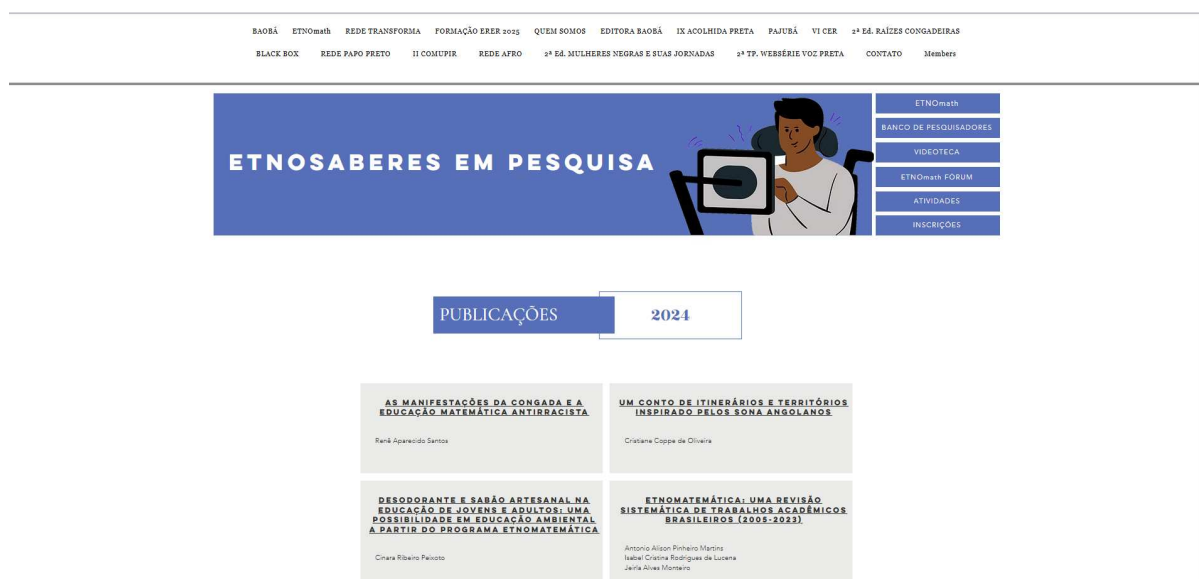 BAOBÁ ETNOmath REDE TRANSFORMA FORMAÇÃO ERER 2025 QUEM SOMOS EDITORA BAOBÁ IX ACOLHIDA PRETA PAJUBÁ VI CER 2ª Ed. RAÍZES CONGADEIRAS
BLACK BOX REDE PAPO PRETO II COMUPIR REDE AFRO 2ª Ed. MULHERES NEGRAS E SUAS JORNADAS 2ª TP. WEBSÉRIE VOZ PRETA CONTATO Members
ETNOSABERES EM PESQUISA
ETNOmath
BANCO DE PESQUISADORES
VIDEOTECA
ETNOmath FÓRUM
ATIVIDADES
INSCRIÇÕES
PUBLICAÇÕES
2024
AS MANIFESTAÇÕES DA CONGADA E A
EDUCAÇÃO MATEMÁTICA ANTIRRACISTA
Ranê Aparecido Santos
UM CONTO DE ITINERÁRIOS E TERRITÓRIOS
INSPIRADO PELOS SONA ANGOLANOS
Cristiane Coppe de Oliveira
DESODORANTE E SABÃO ARTESANAL NA
EDUCAÇÃO DE JOVENS E ADULTOS: UMA
POSSIBILIDADE EM EDUCAÇÃO AMBIENTAL
A PARTIR DO PROGRAMA ETNOMATEMÁTICA
Cinara Ribeiro Peixoto
ETNOMATEMÁTICA: UMA REVISÃO
SISTEMÁTICA DE TRABALHOS ACADÊMICOS
BRASILEIROS (2005-2023)
Antonio Alison Pinheiro Martins
Isabel Cristina Rodrigues de Lucena
Jeiria Alves Monteiro